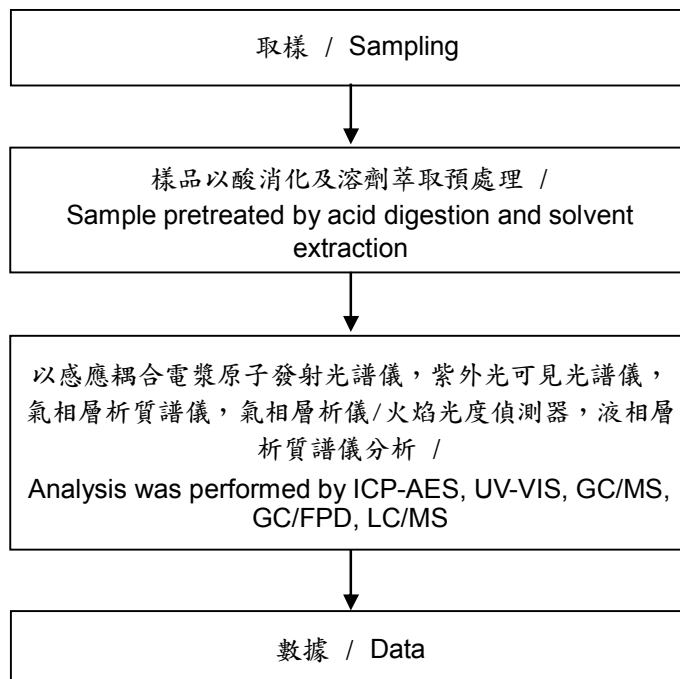 取樣 / Sampling
樣品以酸消化及溶劑萃取預處理 /
Sample pretreated by acid digestion and solvent
extraction
以感應耦合電漿原子發射光譜儀，紫外光可見光譜儀，
氣相層析質譜儀，氣相層析儀/火焰光度偵測器，液相層
析質譜儀分析 /
Analysis was performed by ICP-AES, UV-VIS, GC/MS,
GC/FPD, LC/MS
數據 / Data